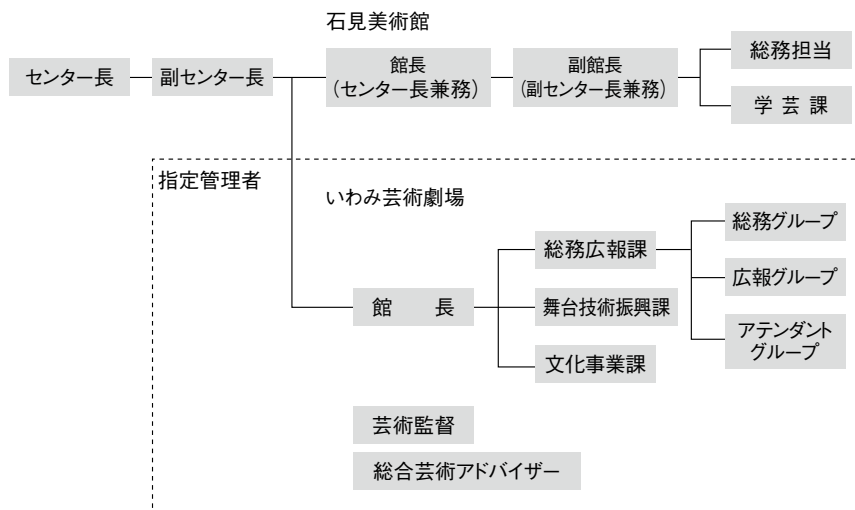 石見美術館
センター長
副センター長
館長
（センター長兼務）
副館長
（副センター長兼務）
総務担当
学 芸 課
指定管理者
いわみ芸術劇場
館　長
総務広報課
舞台技術振興課
文化事業課
総務グループ
広報グループ
アテンダント
グループ
芸術監督
総合芸術アドバイザー